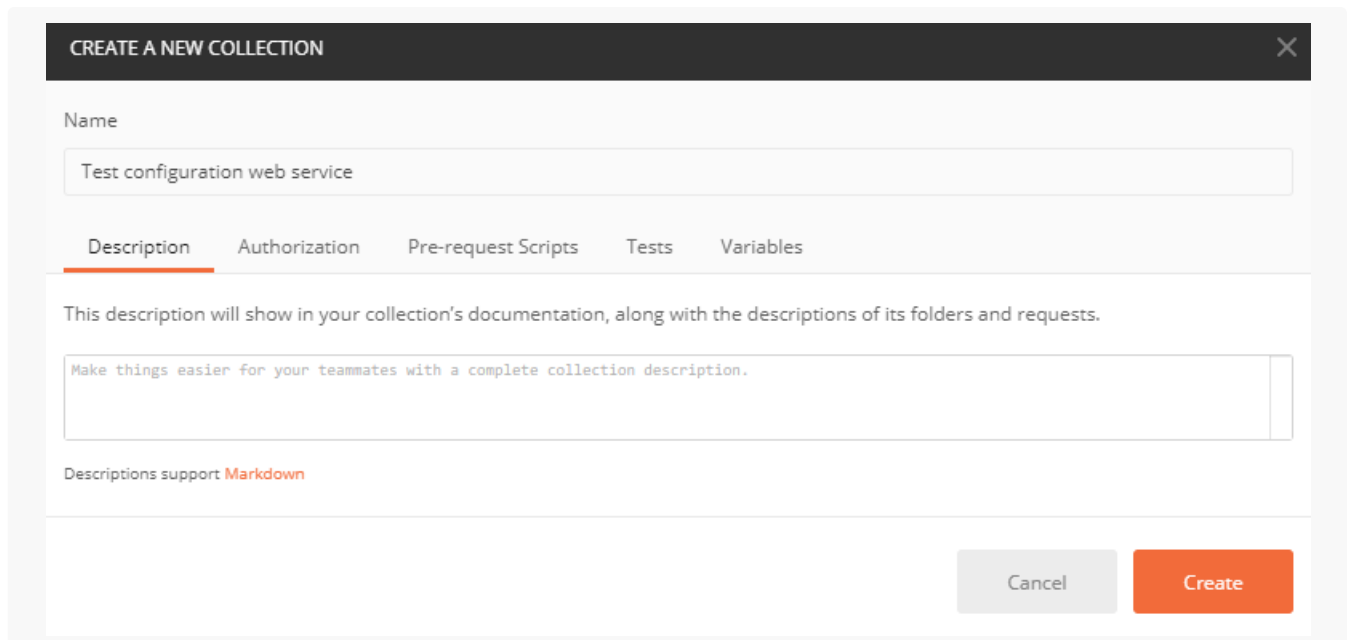 CREATE A NEW COLLECTION
Name
Test configuration web service
Description Authorization Pre-request Scripts Tests Variables
This description will show in your collection’s documentation, along with the descriptions of its folders and requests.
Make things easier for your teammates with a complete collection description.
Descriptions support Markdown
Cancel Create